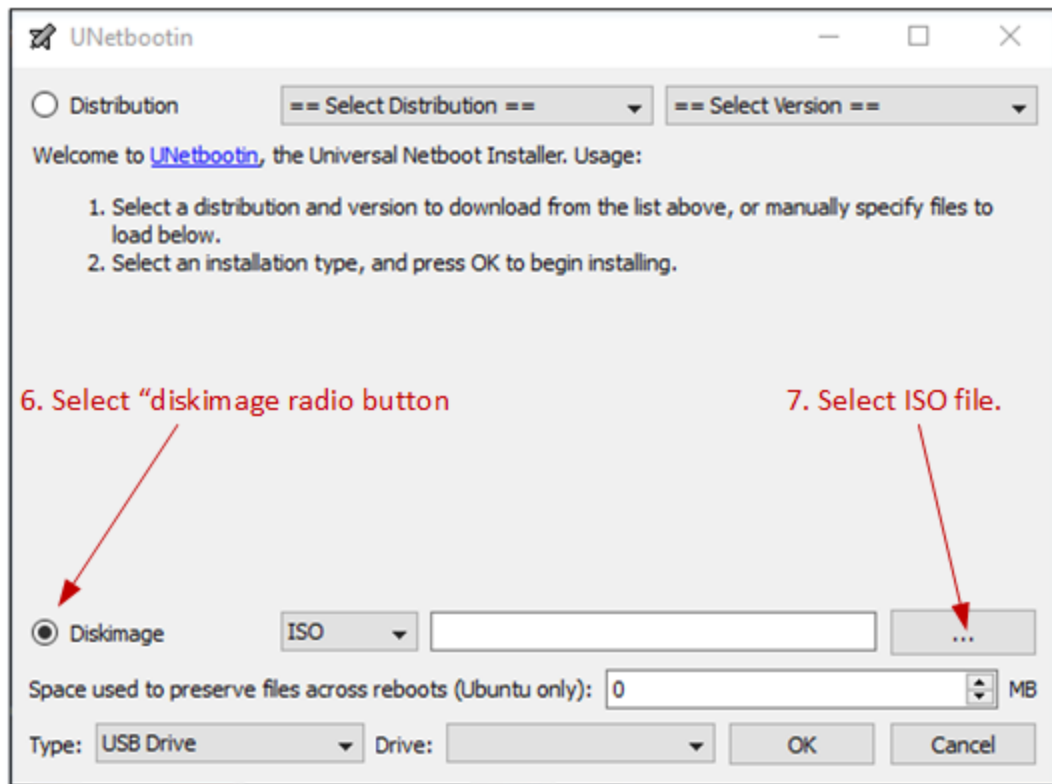 UNetbootin
Distribution == Select Distribution == == Select Version ==
Welcome to UNetbootin, the Universal Netboot Installer. Usage:
1. Select a distribution and version to download from the list above, or manually specify files to
load below.
2. Select an installation type, and press OK to begin installing.
6. Select “diskimage radio button 7. Select ISO file.
Diskimage ISO ...
Space used to preserve files across reboots (Ubuntu only): 0 MB
Type: USB Drive Drive: OK Cancel